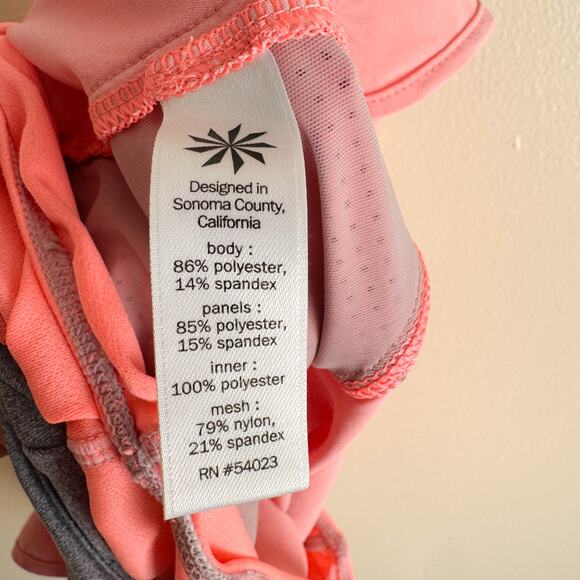 Designed in
Sonoma County,
California
body :
86% polyester,
14% spandex
panels :
85% polyester,
15% spandex
inner :
100% polyester
mesh :
79% nylon,
21% spandex
RN #54023